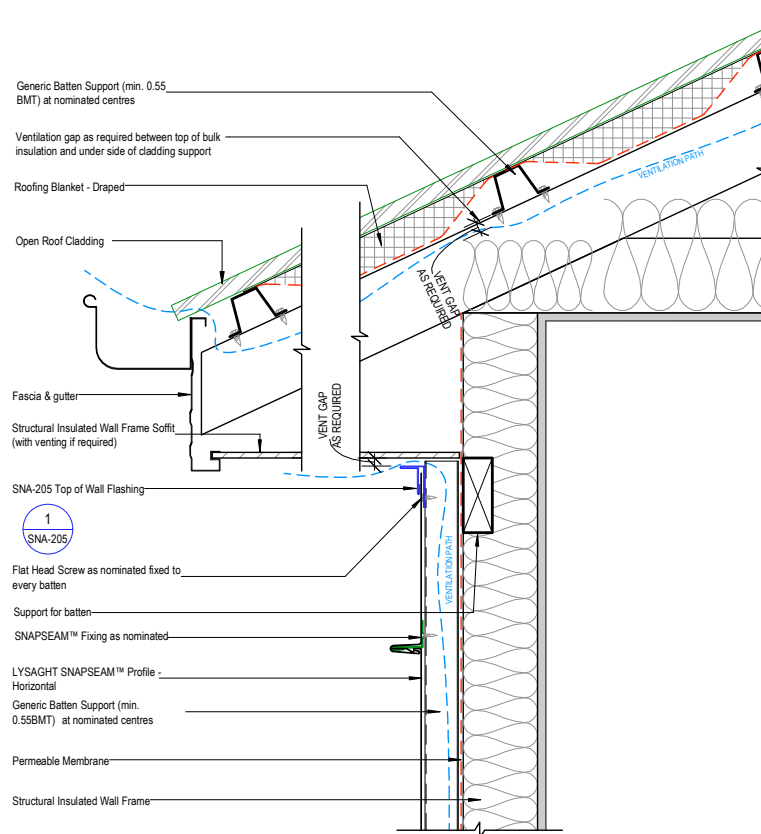 Generic Batten Support (min. 0.55
BMT) at nominated centres
Ventilation gap as required between top of bulk
insulation and under side of cladding support
Roofing Blanket - Draped
Open Roof Cladding
VENTILATION PATH
VENT GAP
AS REQUIRED
Fascia & gutter
VENT GAP
AS REQUIRED
Structural Insulated Wall Frame Soffit
(with venting if required)
SNA-205 Top of Wall Flashing
1
SNA-205
Flat Head Screw as nominated fixed to
every batten
VENTILATION PATH
Support for batten
SNAPSEAM™ Fixing as nominated
LYSAGHT SNAPSEAM™ Profile -
Horizontal
Generic Batten Support (min.
0.55BMT) at nominated centres
Permeable Membrane
Structural Insulated Wall Frame